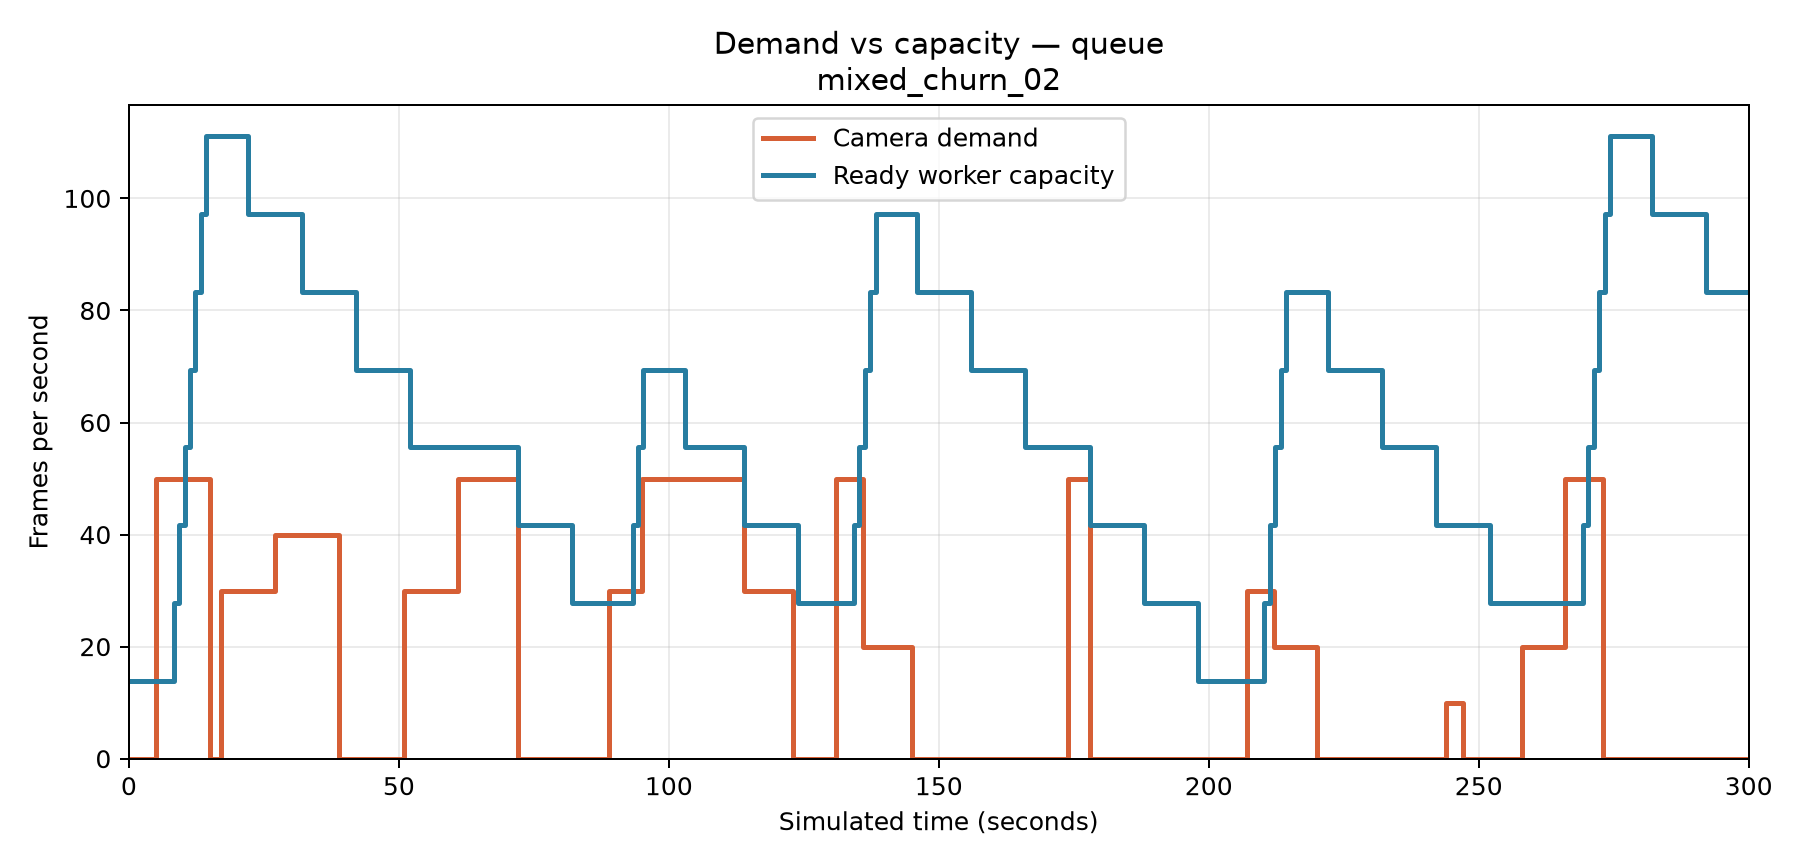 Demand vs capacity — queue
mixed_churn_02
Camera demand
Ready worker capacity
Frames per second
100
80
60
40
20
0
0 50 100 150 200 250 300
Simulated time (seconds)